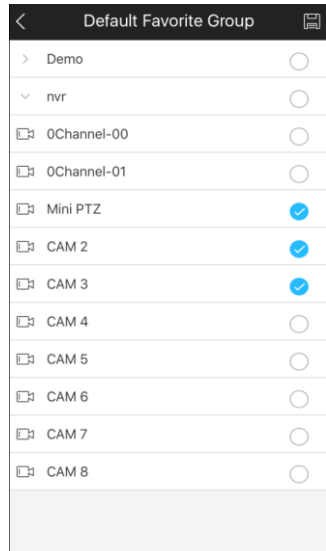 Default Favorite Group
Demo
nvr
0Channel-00
0Channel-01
Mini PTZ
CAM 2
CAM 3
CAM 4
CAM 5
CAM 6
CAM 7
CAM 8